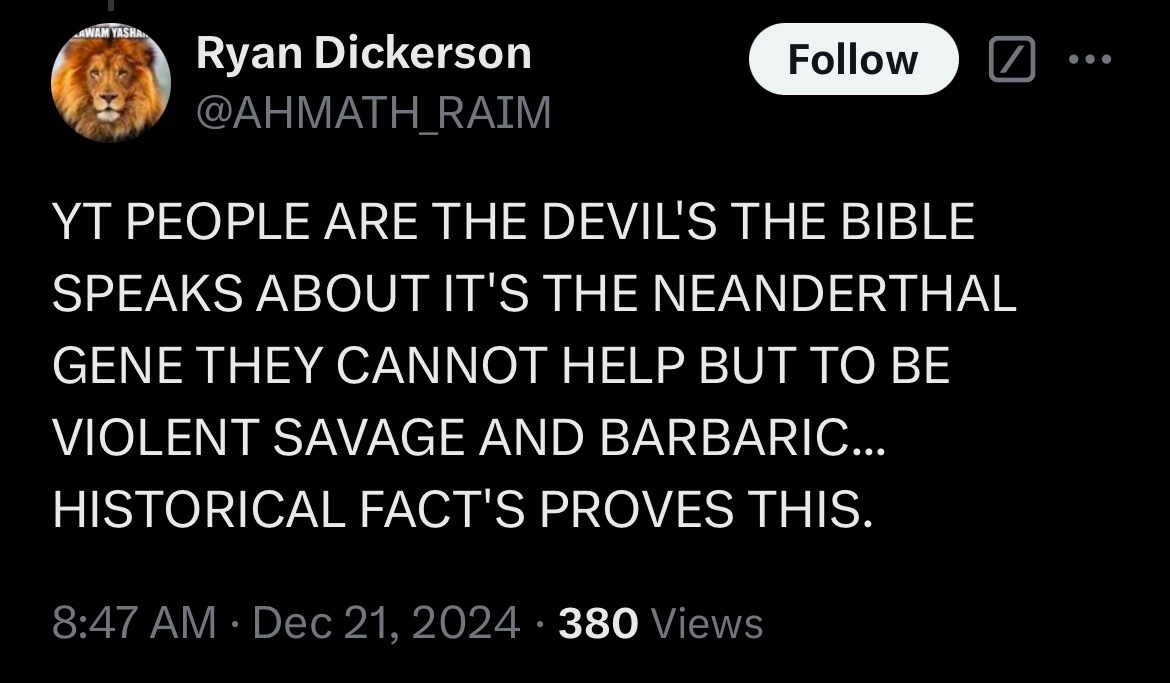 AWAM YASHA
Ryan Dickerson
Follow
@AHMATH_RAIM
YT PEOPLE ARE THE DEVIL'S THE BIBLE
SPEAKS ABOUT IT'S THE NEANDERTHAL
GENE THEY CANNOT HELP BUT TO BE
VIOLENT SAVAGE AND BARBARIC...
HISTORICAL FACT'S PROVES THIS.
8:47 AM · Dec 21, 2024 · 380 Views